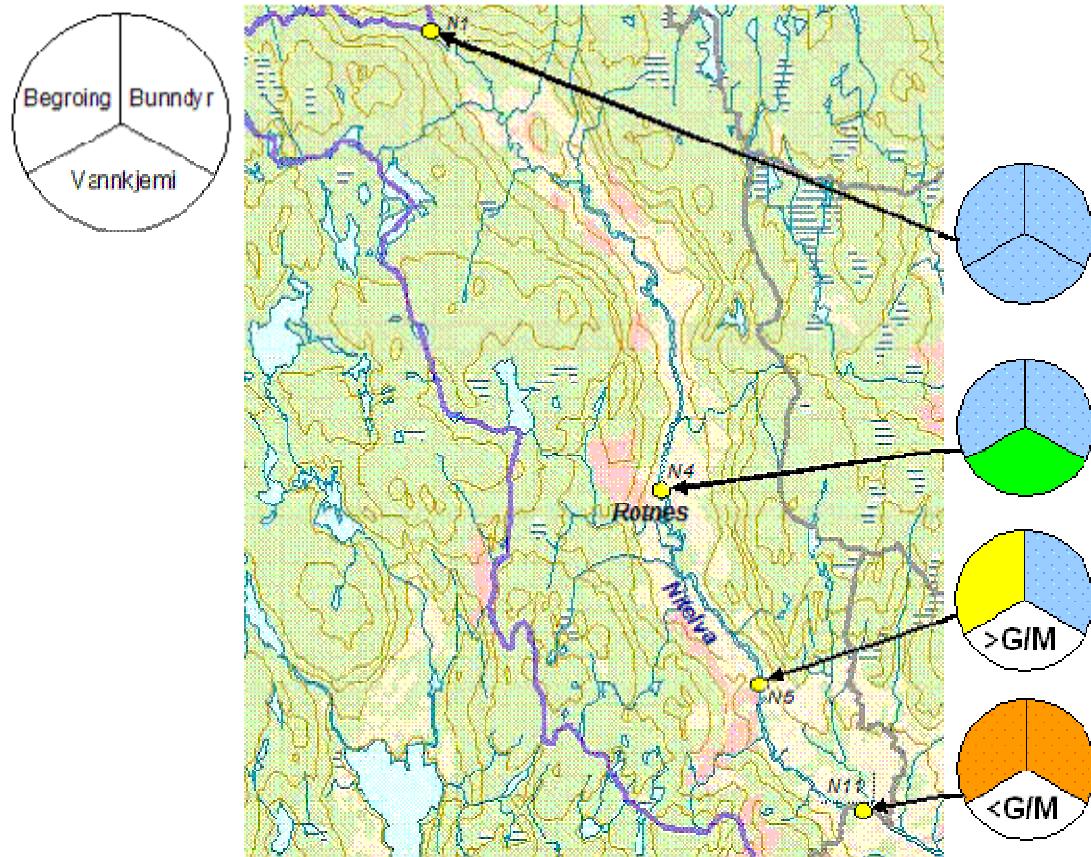 Begroing Bunndyr
Vannkjemi
N1
N4
Rotnes
Nitelva
N5
N11
>G/M
<G/M